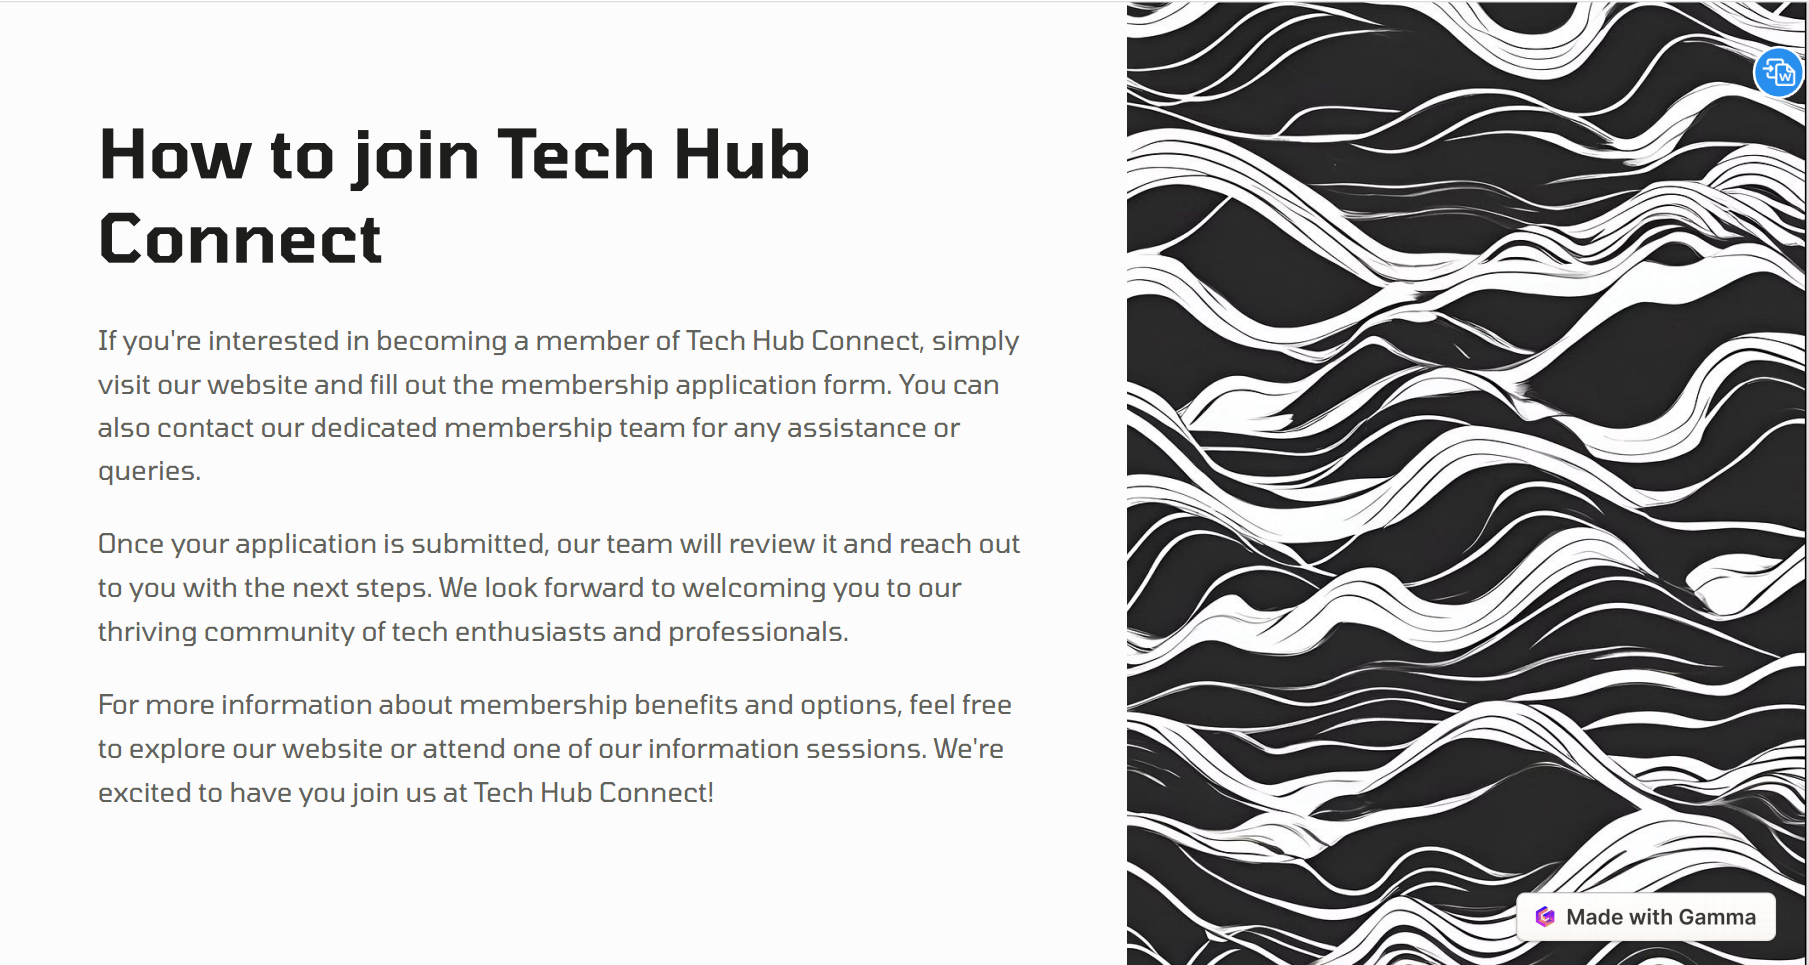 How to join Tech Hub
Connect
If you're interested in becoming a member of Tech Hub Connect, simply
visit our website and fill out the membership application form. You can
also contact our dedicated membership team for any assistance or
queries.
Once your application is submitted, our team will review it and reach out
to you with the next steps. We look forward to welcoming you to our
thriving community of tech enthusiasts and professionals.
For more information about membership benefits and options, feel free
to explore our website or attend one of our information sessions. We're
excited to have you join us at Tech Hub Connect!
W
Made with Gamma